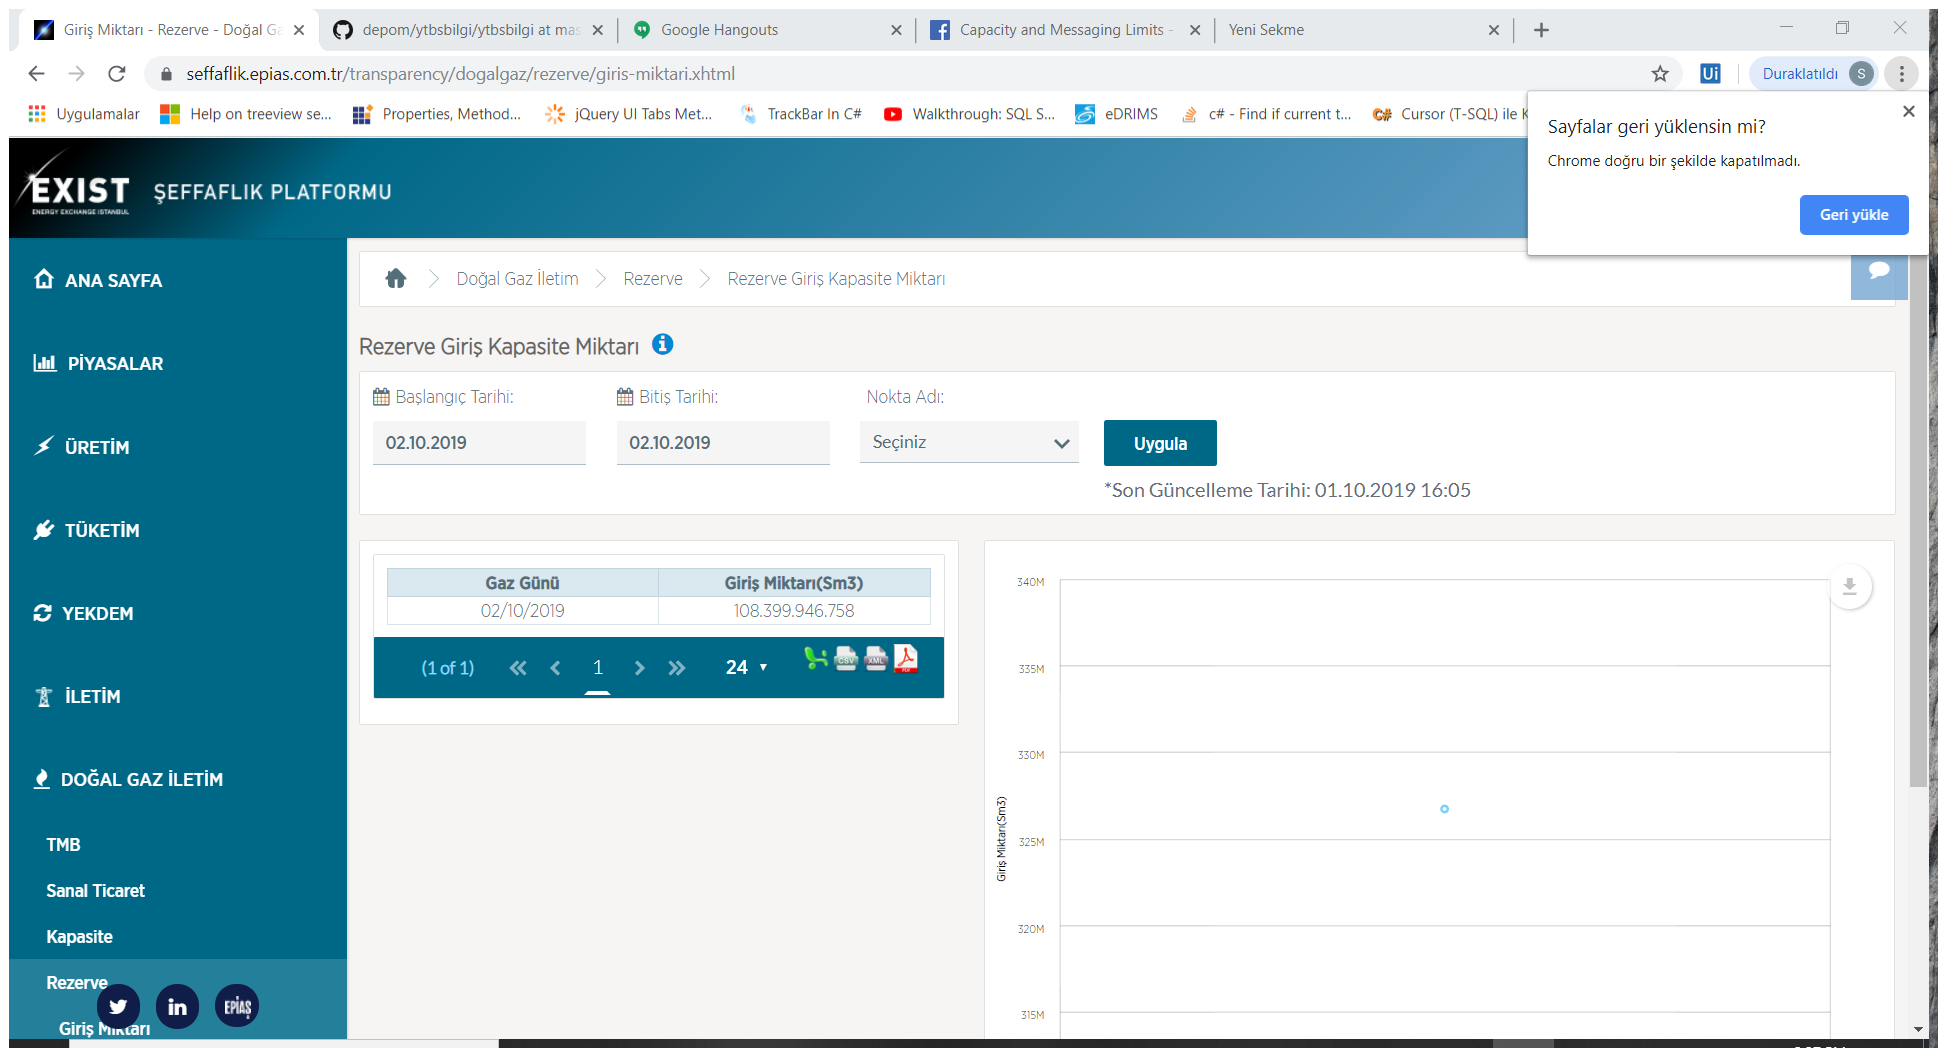 Giriş Miktarı - Rezerve - Doğal Ga
depom/ytbsbilgi/ytbsbilgi at mas
Google Hangouts
Capacity and Messaging Limits -
Yeni Sekme
seffaflik.epias.com.tr/transparency/dogalgaz/rezerve/giris-miktari.xhtml
Ui
Duraklatıldı
S
Uygulamalar
Help on treeview se...
Properties, Method...
jQuery UI Tabs Met...
TrackBar In C#
Walkthrough: SQL S...
eDRIMS
c# - Find if current t...
Cursor (T-SQL) ile K
Sayfalar geri yüklensin mi?
Chrome doğru bir şekilde kapatılmadı.
Geri yükle
EXIST
ENERGY EXCHANGE ISTANBUL
ŞEFFAFLIK PLATFORMU
ANA SAYFA
PİYASALAR
ÜRETİM
TÜKETİM
YEKDEM
İLETİM
DOĞAL GAZ İLETİM
TMB
Sanal Ticaret
Kapasite
Rezerve
Giriş Miktarı
EPİAŞ
Doğal Gaz İletim
Rezerve
Rezerve Giriş Kapasite Miktarı
Rezerve Giriş Kapasite Miktarı
Başlangıç Tarihi:
Bitiş Tarihi:
Nokta Adı:
02.10.2019
02.10.2019
Seçiniz
Uygula
*Son Güncelleme Tarihi: 01.10.2019 16:05
Gaz Günü
Giriş Miktarı(Sm3)
02/10/2019
108.399.946.758
(1 of 1)
1
24
CSV
XML
PDF
340M
335M
330M
325M
320M
315M
Giriş Miktarı(Sm3)